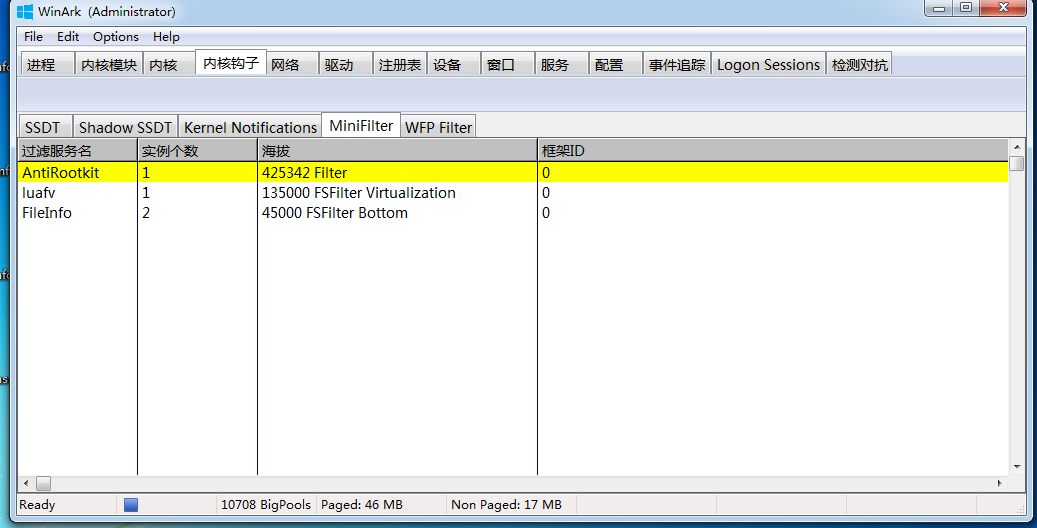 WinArk (Administrator)
File Edit Options Help
进程 内核模块 内核 内核钩子 网络 驱动 注册表 设备 窗口 服务 配置 事件追踪 Logon Sessions 检测对抗
SSDT Shadow SSDT Kernel Notifications MiniFilter WFP Filter
过滤服务名 实例个数 海拔 框架ID
AntiRootkit 1 425342 Filter 0
luafv 1 135000 FSFilter Virtualization 0
FileInfo 2 45000 FSFilter Bottom 0
Ready 10708 BigPools Paged: 46 MB Non Paged: 17 MB